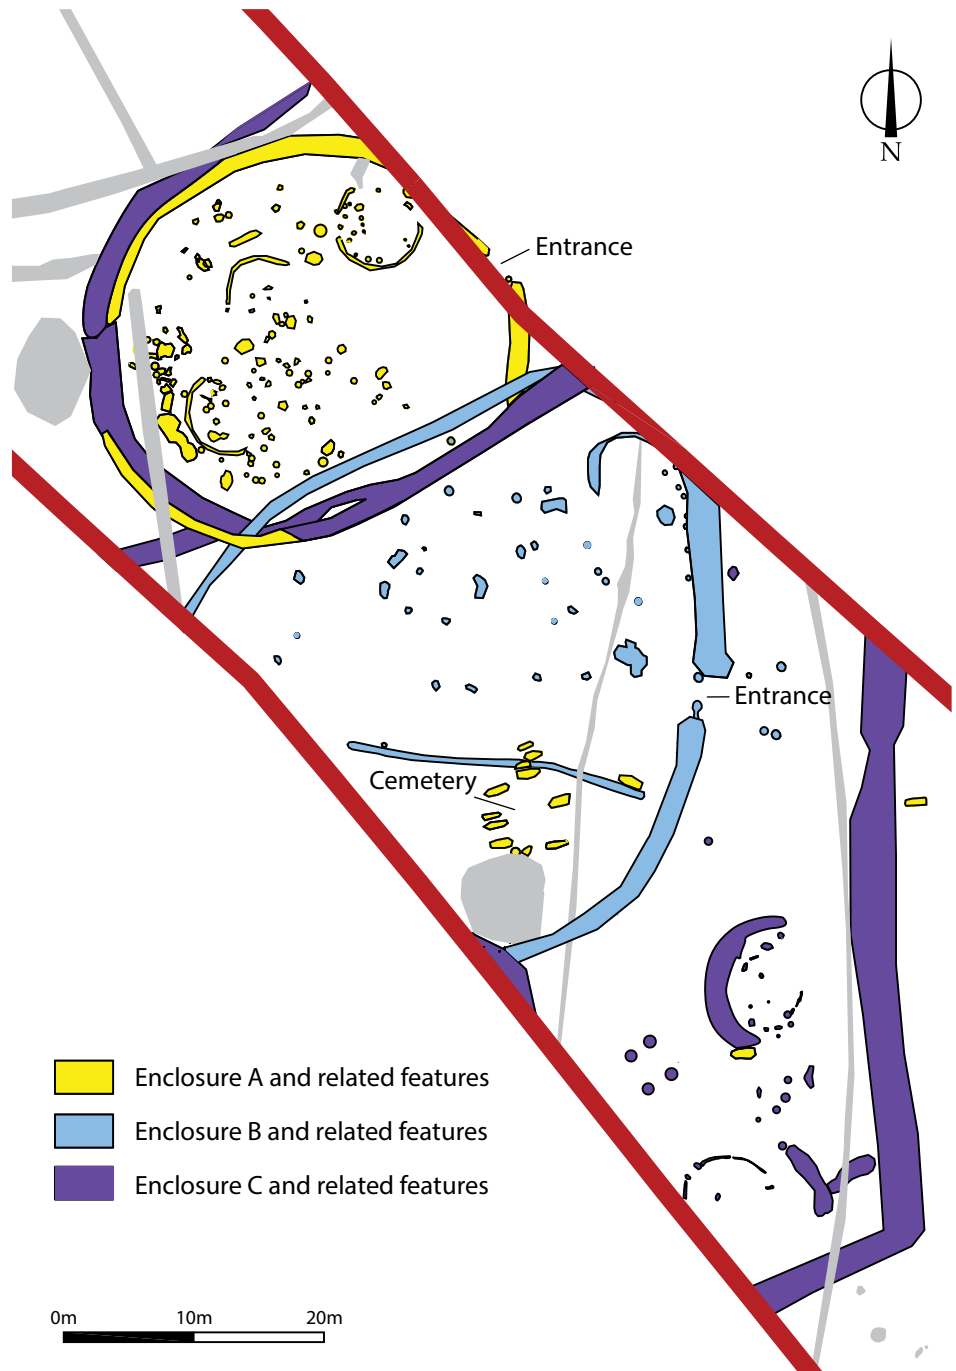 N
Entrance
Entrance
Cemetery
Enclosure A and related features
Enclosure B and related features
Enclosure C and related features
0m 10m 20m